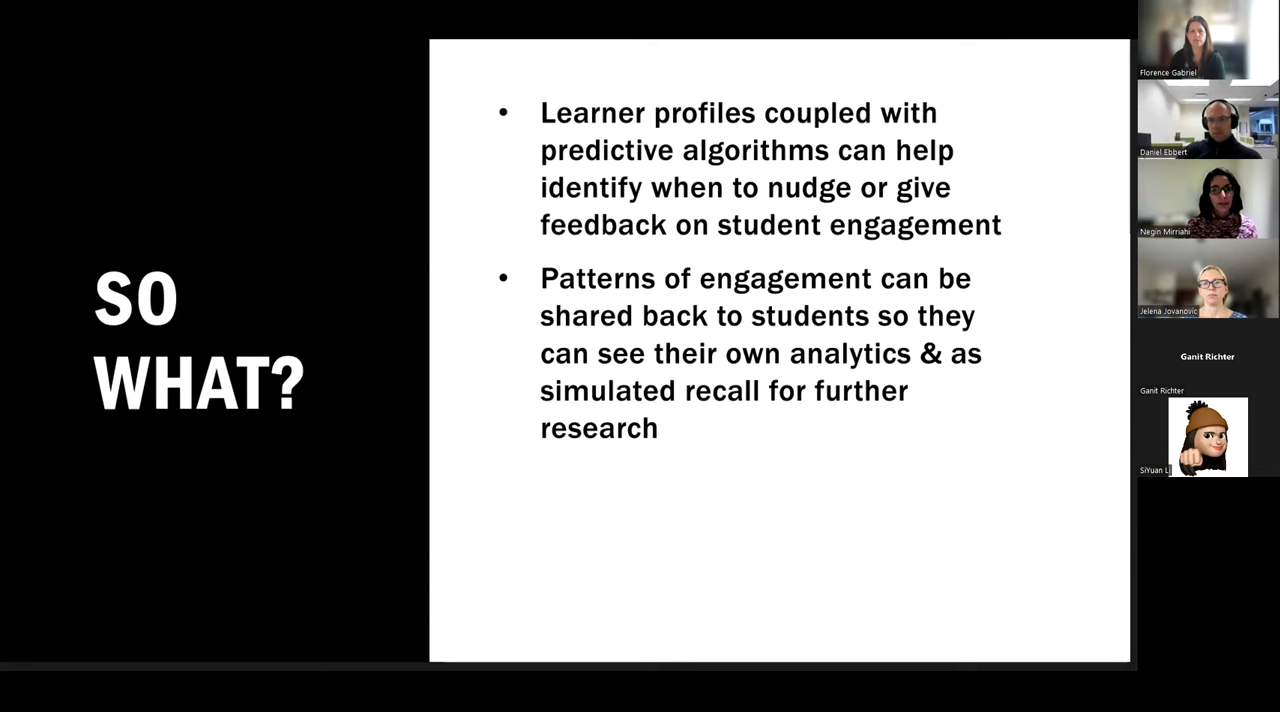 SO
WHAT?
• Learner profiles coupled with
predictive algorithms can help
identify when to nudge or give
feedback on student engagement
• Patterns of engagement can be
shared back to students so they
can see their own analytics & as
simulated recall for further
research
Florence Gabriel
Daniel Ebbert
Negin Mirriahi
Jelena Jovanovic
Ganit Richter
Ganit Richter
SiYuan Li